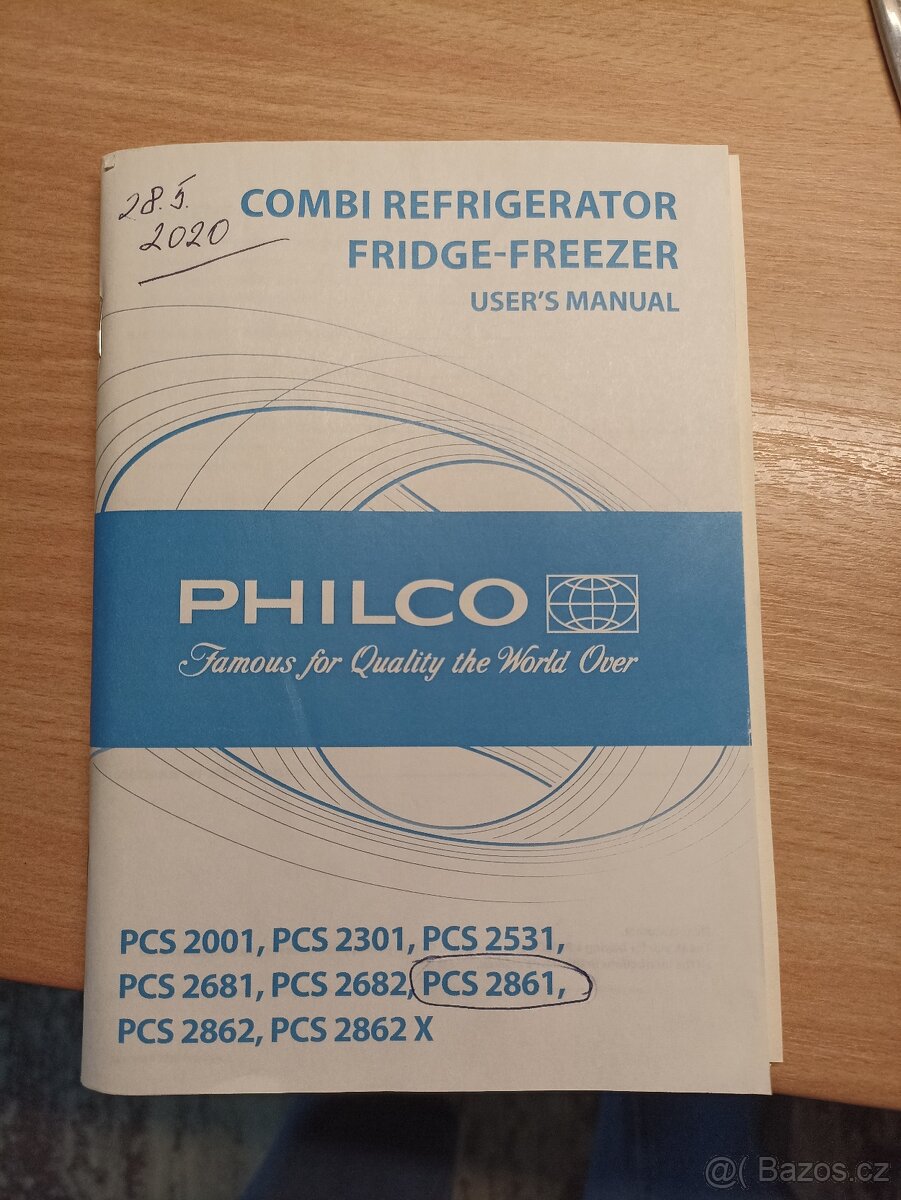 28.5.
2020
COMBI REFRIGERATOR
FRIDGE-FREEZER
USER'S MANUAL
PHILCO
Famous for Quality the World Over
PCS 2001, PCS 2301, PCS 2531,
PCS 2681, PCS 2682, PCS 2861,
PCS 2862, PCS 2862 X
@( Bazos.cz